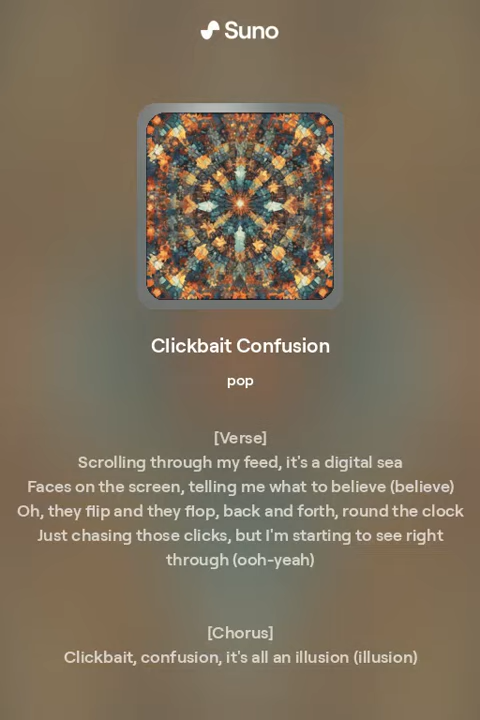 Suno
Clickbait Confusion
pop
[Verse]
Scrolling through my feed, it's a digital sea
Faces on the screen, telling me what to believe (believe)
Oh, they flip and they flop, back and forth, round the clock
Just chasing those clicks, but I'm starting to see right
through (ooh-yeah)
[Chorus]
Clickbait, confusion, it's all an illusion (illusion)